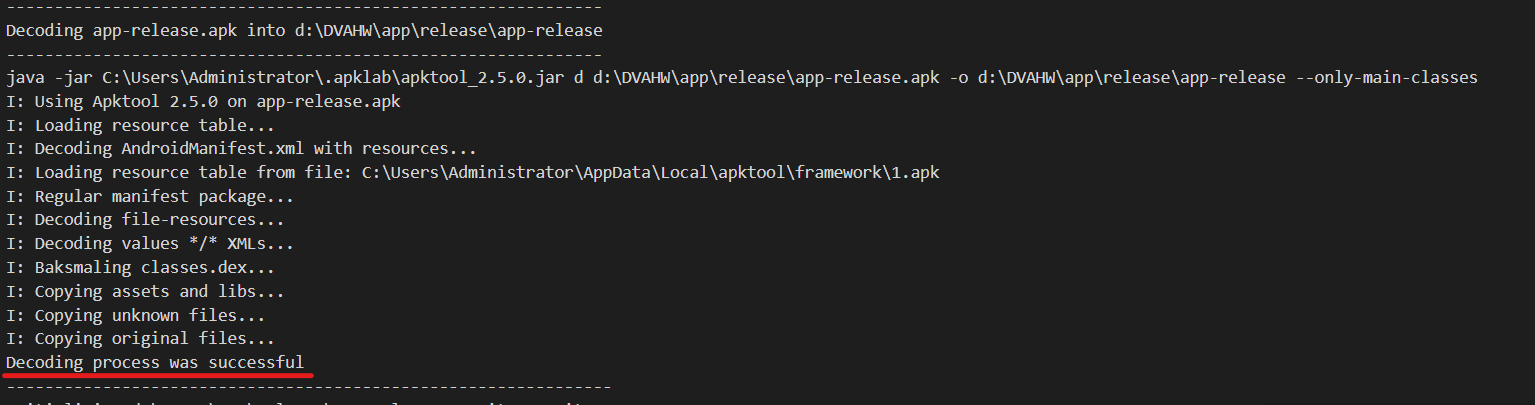 --------------------------------------------------------------
Decoding app-release.apk into d:\DVAHW\app\release\app-release
--------------------------------------------------------------
java -jar C:\Users\Administrator\.apklab\apktool_2.5.0.jar d d:\DVAHW\app\release\app-release.apk -o d:\DVAHW\app\release\app-release --only-main-classes
I: Using Apktool 2.5.0 on app-release.apk
I: Loading resource table...
I: Decoding AndroidManifest.xml with resources...
I: Loading resource table from file: C:\Users\Administrator\AppData\Local\apktool\framework\1.apk
I: Regular manifest package...
I: Decoding file-resources...
I: Decoding values */* XMLs...
I: Baksmaling classes.dex...
I: Copying assets and libs...
I: Copying unknown files...
I: Copying original files...
Decoding process was successful
---------------------------------------------------------------